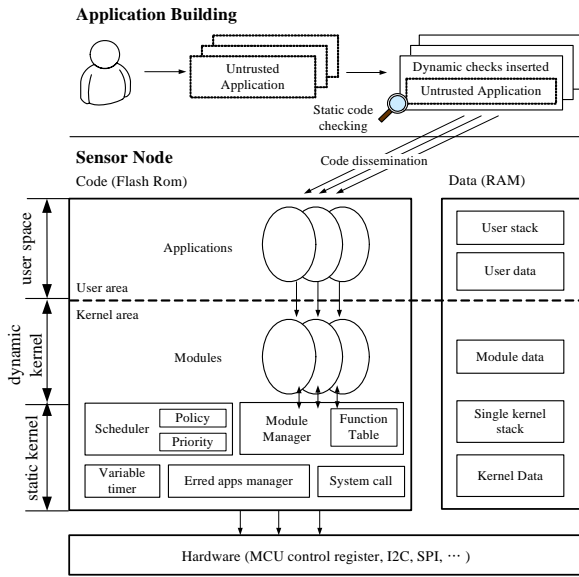 Application Building
Untrusted
Application
Dynamic checks inserted
Untrusted Application
Static code
checking
Sensor Node
Code dissemination
Code (Flash Rom)
Data (RAM)
user space
Applications
User area
User stack
User data
dynamic
kernel
Kernel area
Modules
Module data
static kernel
Scheduler
Policy
Priority
Module
Manager
Function
Table
Single kernel
stack
Variable
timer
Erred apps manager
System call
Kernel Data
Hardware (MCU control register, I2C, SPI, ⋯ )